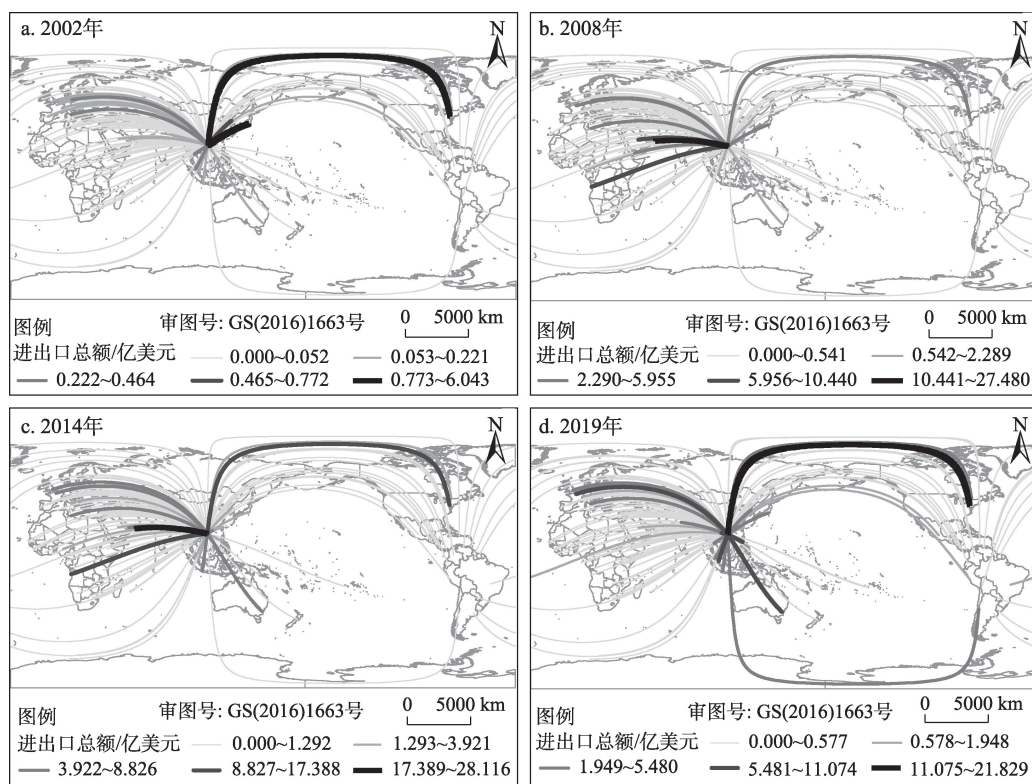 a. 2002年
N
图例
审图号: GS(2016)1663号
0 5000 km
进出口总额/亿美元
0.000~0.052
0.053~0.221
0.222~0.464
0.465~0.772
0.773~6.043
b. 2008年
N
图例
审图号: GS(2016)1663号
0 5000 km
进出口总额/亿美元
0.000~0.541
0.542~2.289
2.290~5.955
5.956~10.440
10.441~27.480
c. 2014年
N
图例
审图号: GS(2016)1663号
0 5000 km
进出口总额/亿美元
0.000~1.292
1.293~3.921
3.922~8.826
8.827~17.388
17.389~28.116
d. 2019年
N
图例
审图号: GS(2016)1663号
0 5000 km
进出口总额/亿美元
0.000~0.577
0.578~1.948
1.949~5.480
5.481~11.074
11.075~21.829